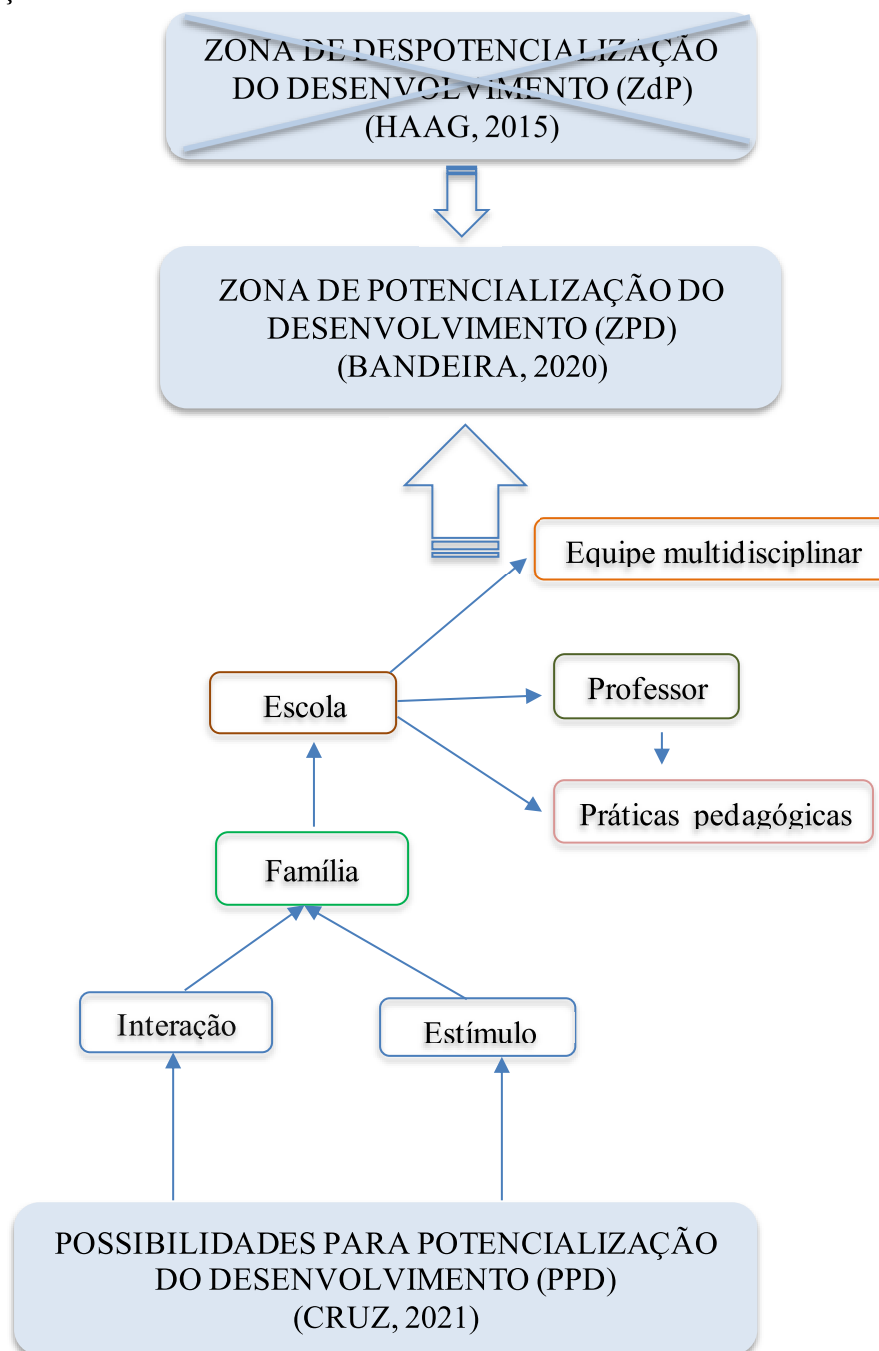 ZONA DE DESPOTENCIALIZAÇÃO
DO DESENVOLVIMENTO (ZdP)
(HAAG, 2015)
ZONA DE POTENCIALIZAÇÃO DO
DESENVOLVIMENTO (ZPD)
(BANDEIRA, 2020)
Equipe multidisciplinar
Escola
Professor
Práticas pedagógicas
Família
Interação
Estímulo
POSSIBILIDADES PARA POTENCIALIZAÇÃO
DO DESENVOLVIMENTO (PPD)
(CRUZ, 2021)